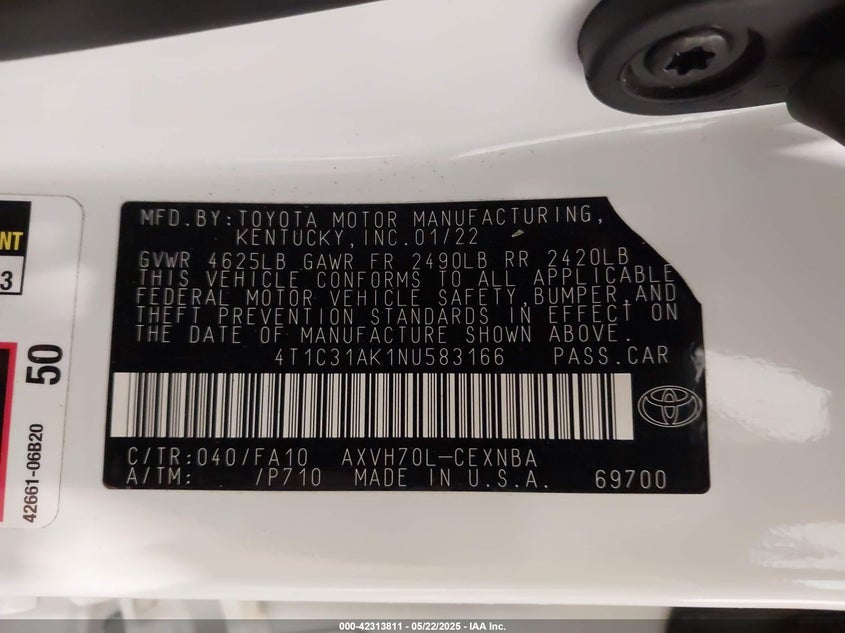 NT
3
50
42661-06B20
MFD.BY:TOYOTA MOTOR MANUFACTURING,
KENTUCKY,INC.01/22
GVWR 4625LB GAWR FR 2490LB RR 2420LB
THIS VEHICLE CONFORMS TO ALL APPLICABLE
FEDERAL MOTOR VEHICLE SAFETY,BUMPER,AND
THEFT PREVENTION STANDARDS IN EFFECT ON
THE DATE OF MANUFACTURE SHOWN ABOVE.
4T1C31AK1NU583166 PASS.CAR
C/TR:040/FA10 AXVH70L-CEXNBA
A/TM: /P710 MADE IN U.S.A. 69700
000-42313811 - 05/22/2025 - IAA Inc.